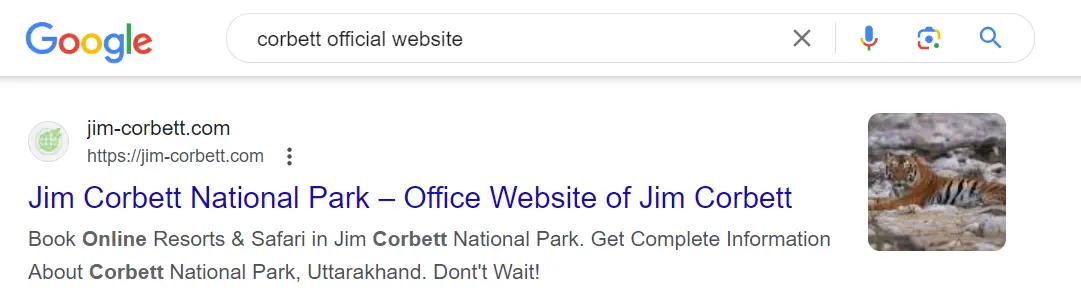 Google
corbett official website
jim-corbett.com
https://jim-corbett.com
Jim Corbett National Park – Office Website of Jim Corbett
Book Online Resorts & Safari in Jim Corbett National Park. Get Complete Information
About Corbett National Park, Uttarakhand. Dont't Wait!